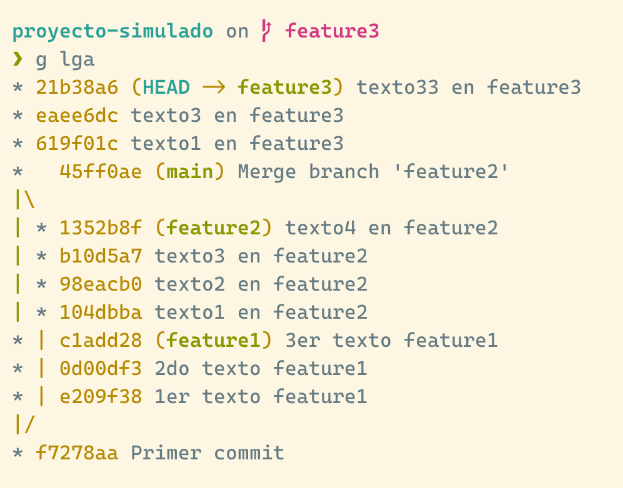 proyecto-simulado on feature3
❯ g lga
* 21b38a6 (HEAD -> feature3) texto33 en feature3
* eaee6dc texto3 en feature3
* 619f01c texto1 en feature3
*   45ff0ae (main) Merge branch 'feature2'
|\
| * 1352b8f (feature2) texto4 en feature2
| * b10d5a7 texto3 en feature2
| * 98eacb0 texto2 en feature2
| * 104dbba texto1 en feature2
* | c1add28 (feature1) 3er texto feature1
* | 0d00df3 2do texto feature1
* | e209f38 1er texto feature1
|/
* f7278aa Primer commit